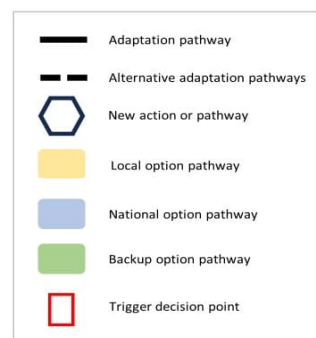 Adaptation pathway
Alternative adaptation pathways
New action or pathway
Local option pathway
National option pathway
Backup option pathway
Trigger decision point